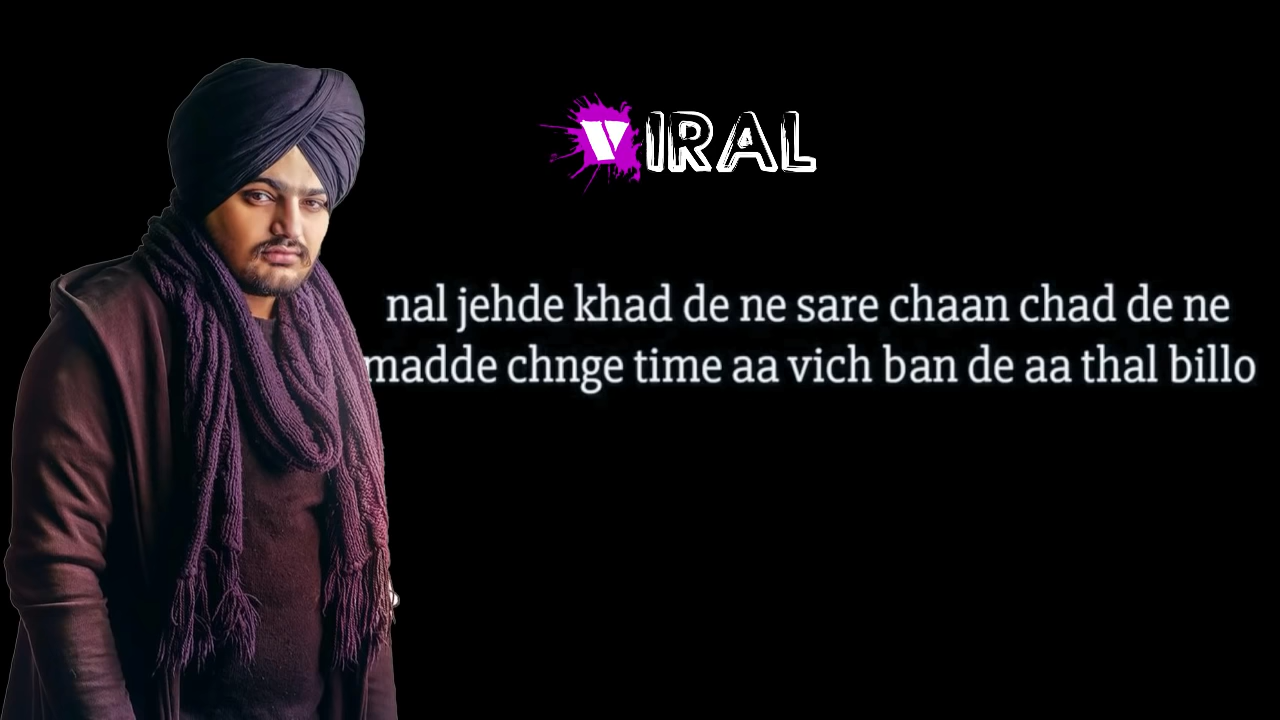 VIRAL
nal jehde khad de ne sare chaan chad de ne
madde chnge time aa vich ban de aa thal billo